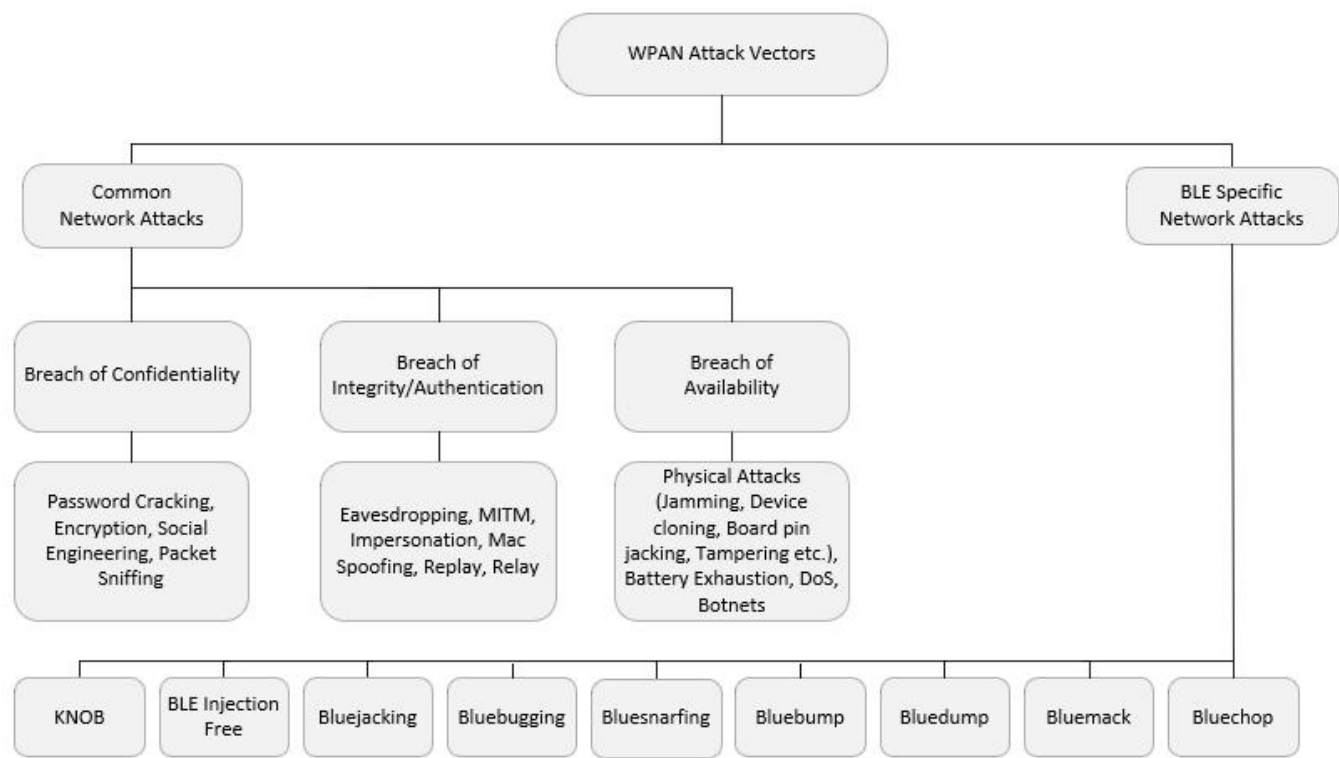 WPAN Attack Vectors
Common
Network Attacks
BLE Specific
Network Attacks
Breach of Confidentiality
Breach of
Integrity/Authentication
Breach of
Availability
Password Cracking,
Encryption, Social
Engineering, Packet
Sniffing
Eavesdropping, MITM,
Impersonation, Mac
Spoofing, Replay, Relay
Physical Attacks
(Jamming, Device
cloning, Board pin
jacking, Tampering etc.),
Battery Exhaustion, DoS,
Botnets
KNOB
BLE Injection
Free
Bluejacking
Bluebugging
Bluesnarfing
Bluebump
Bluedump
Bluemack
Bluechop